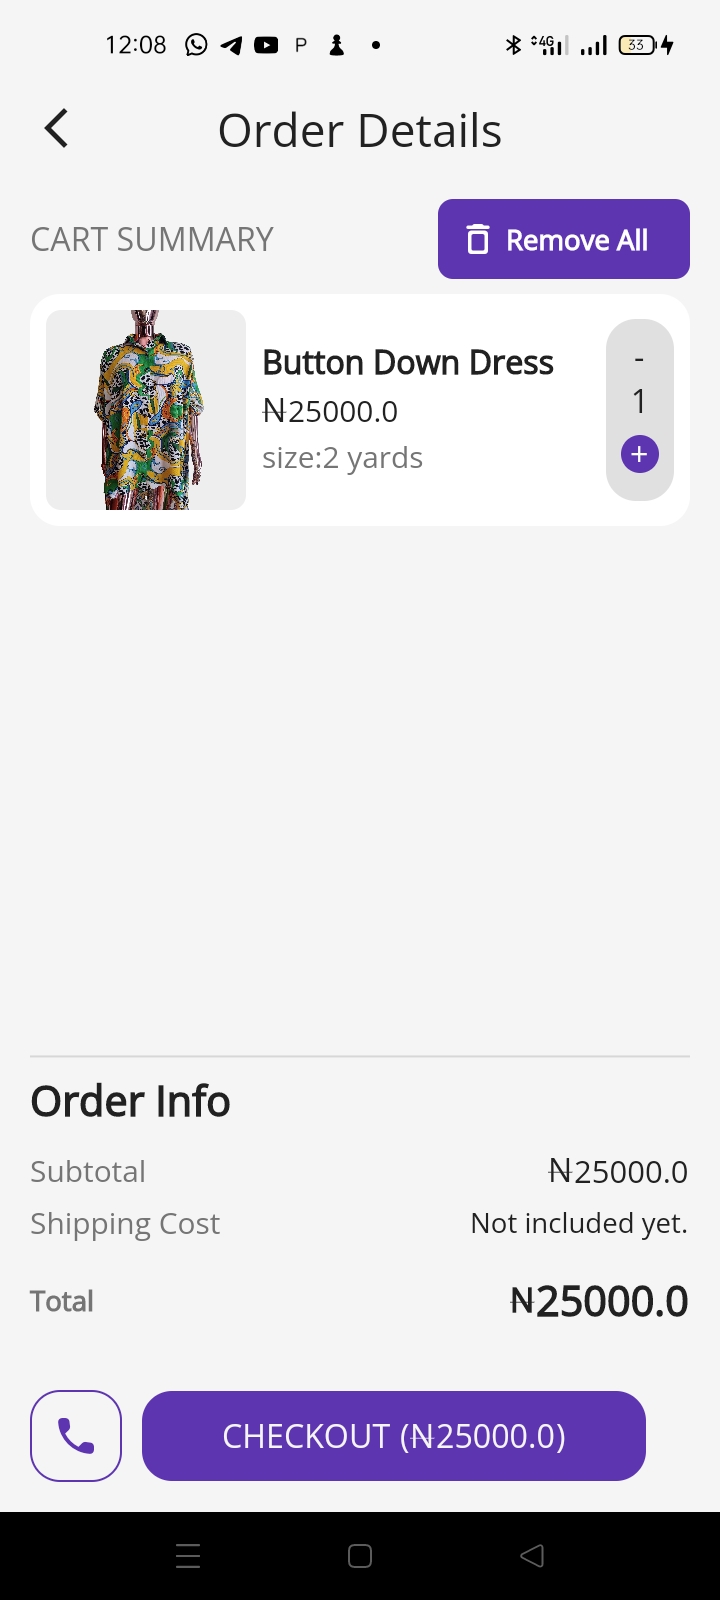 12:08 P 4G 33
Order Details
CART SUMMARY
Remove All
Button Down Dress
₦25000.0
size:2 yards
-
1
+
Order Info
Subtotal ₦25000.0
Shipping Cost Not included yet.
Total ₦25000.0
CHECKOUT (₦25000.0)